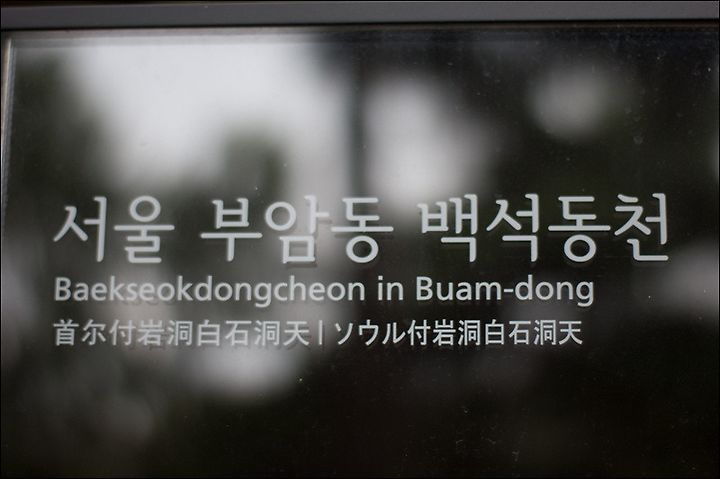 서울 부암동 백석동천
Baekseokdongcheon in Buam-dong
首尔付岩洞白石洞天 | ソウル付岩洞白石洞天